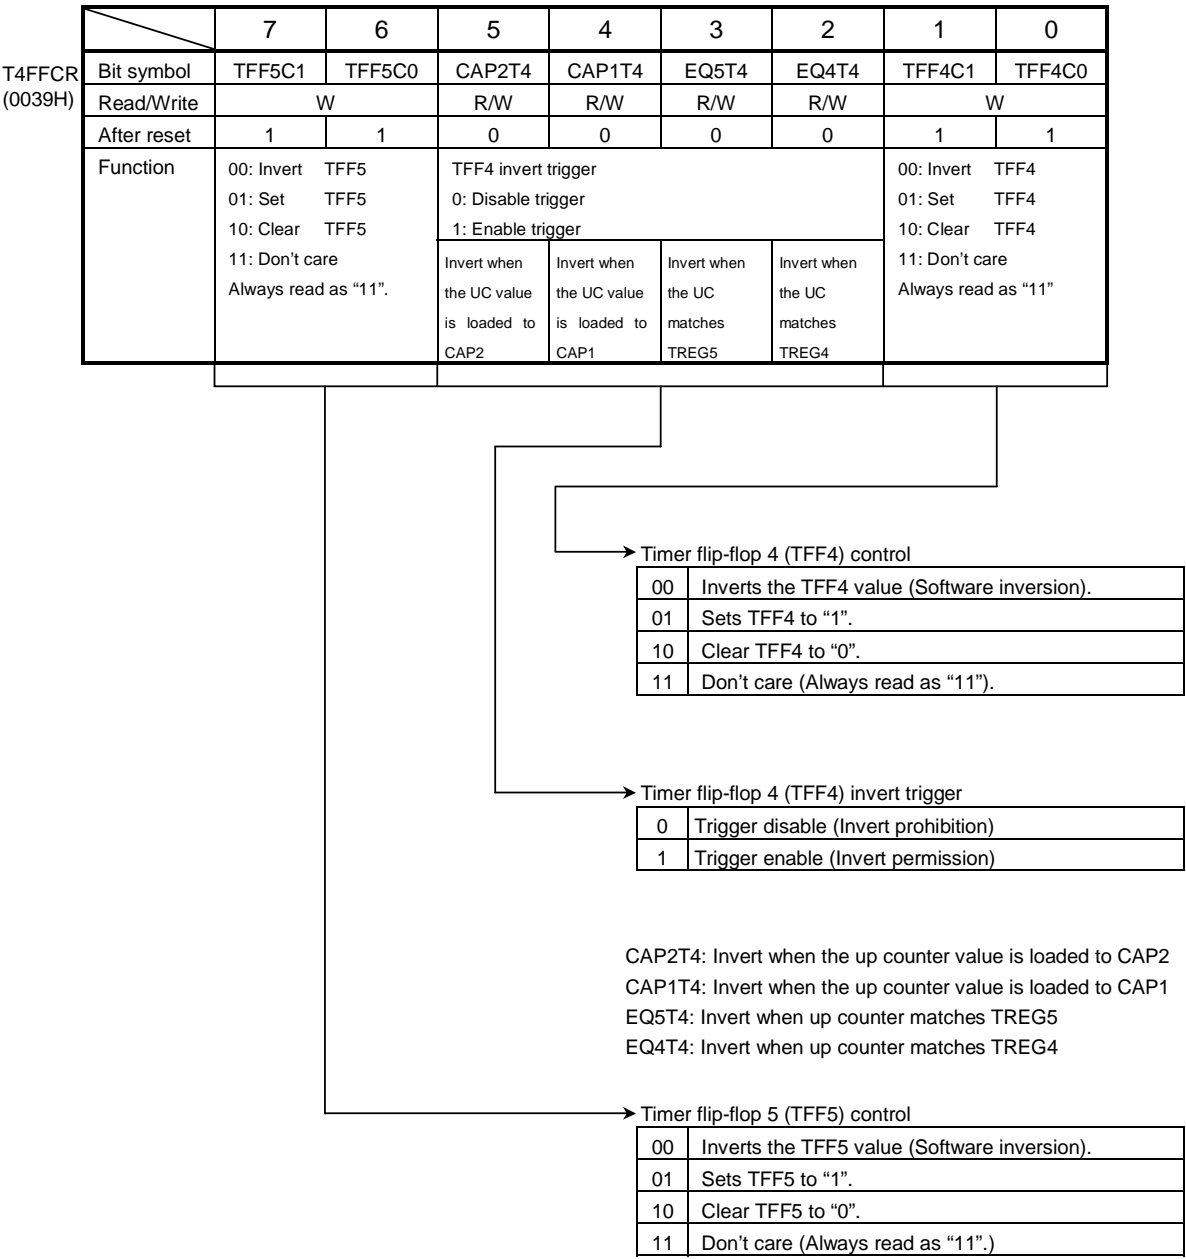 7 6 5 4 3 2 1 0
T4FFCR Bit symbol TFF5C1 TFF5C0 CAP2T4 CAP1T4 EQ5T4 EQ4T4 TFF4C1 TFF4C0
(0039H) Read/Write W R/W R/W R/W R/W W
After reset 1 1 0 0 0 0 1 1
Function 00: Invert TFF5 TFF4 invert trigger 00: Invert TFF4
01: Set TFF5 0: Disable trigger 01: Set TFF4
10: Clear TFF5 1: Enable trigger 10: Clear TFF4
11: Don't care Invert when Invert when Invert when Invert when 11: Don't care
Always read as “11”. the UC value the UC value the UC the UC Always read as “11”
is loaded to is loaded to matches matches
CAP2 CAP1 TREG5 TREG4
Timer flip-flop 4 (TFF4) control
00 Inverts the TFF4 value (Software inversion).
01 Sets TFF4 to “1”.
10 Clear TFF4 to “0”.
11 Don’t care (Always read as “11”).
Timer flip-flop 4 (TFF4) invert trigger
0 Trigger disable (Invert prohibition)
1 Trigger enable (Invert permission)
CAP2T4: Invert when the up counter value is loaded to CAP2
CAP1T4: Invert when the up counter value is loaded to CAP1
EQ5T4: Invert when up counter matches TREG5
EQ4T4: Invert when up counter matches TREG4
Timer flip-flop 5 (TFF5) control
00 Inverts the TFF5 value (Software inversion).
01 Sets TFF5 to “1”.
10 Clear TFF5 to “0”.
11 Don’t care (Always read as “11”.)